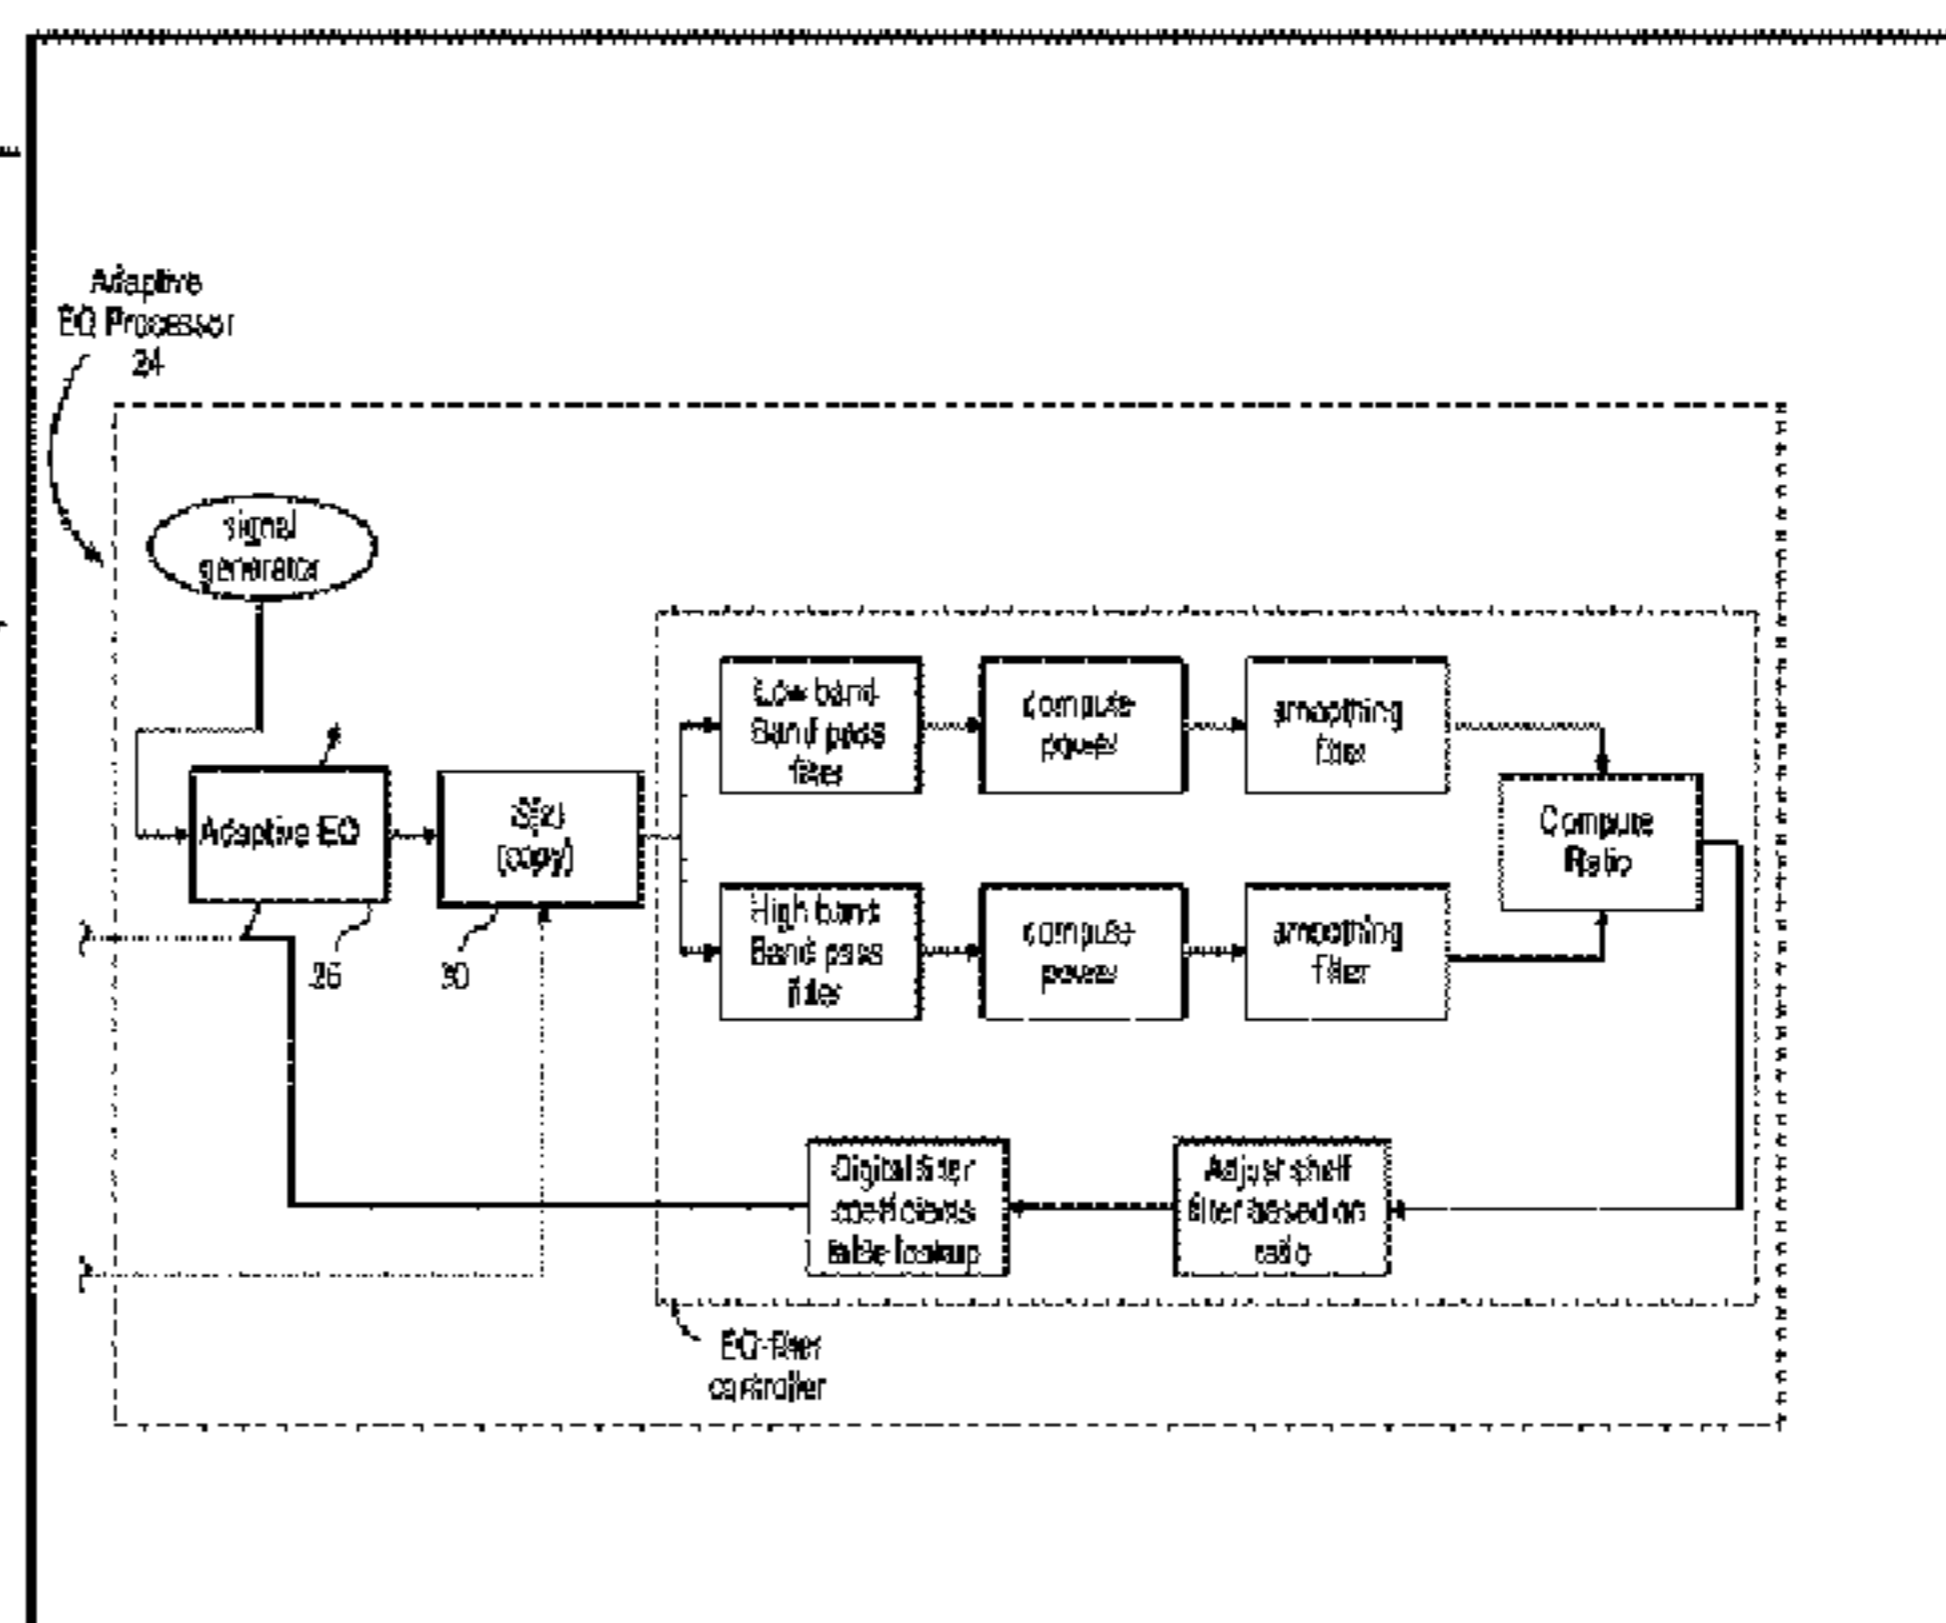 Adaptive
EQ Processor
24
signal
generator
Adaptive EQ
26
(copy)
30
Low band
Band pass
filter
compute
power
smoothing
filter
High band
Band pass
filter
compute
power
smoothing
filter
Compute
Ratio
Digital filter
coefficients
table lookup
Adjust shelf
filter based on
ratio
EQ-filter
controller